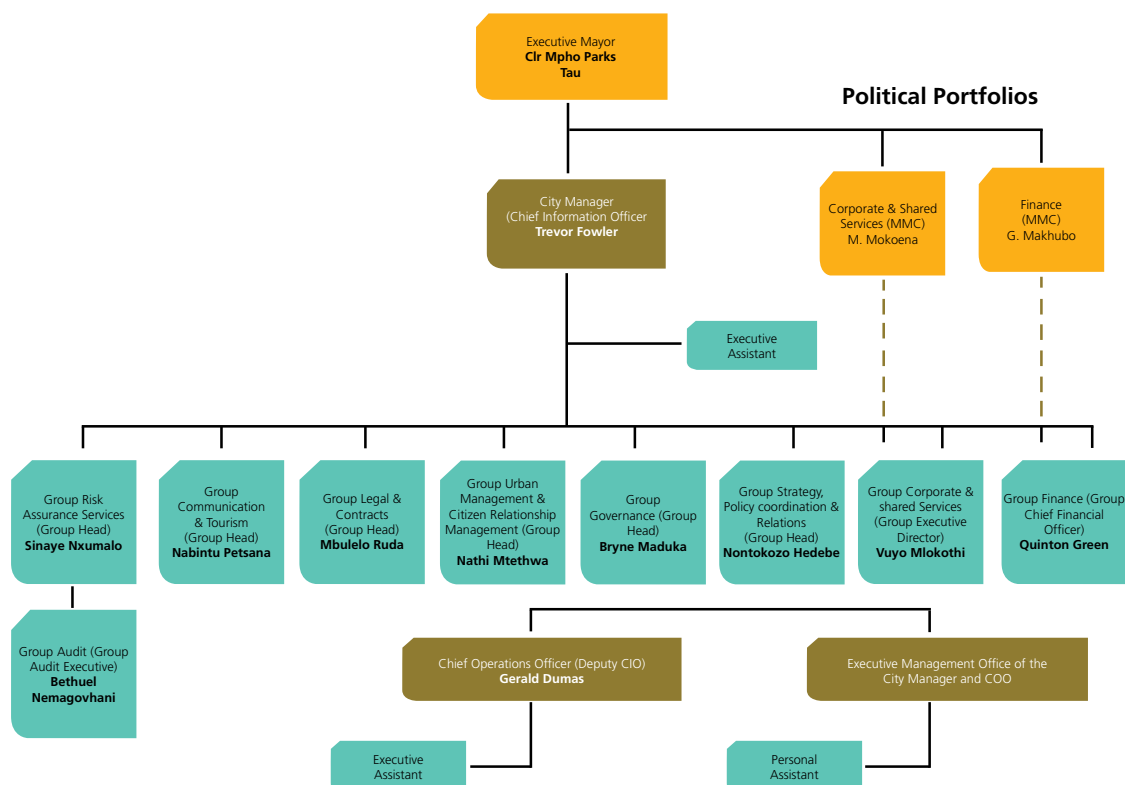 Executive Mayor
Clr Mpho Parks
Tau
Political Portfolios
City Manager
(Chief Information Officer
Trevor Fowler
Corporate & Shared
Services (MMC)
M. Mokoena
Finance
(MMC)
G. Makhubo
Executive
Assistant
Group Risk
Assurance Services
(Group Head)
Sinaye Nxumalo
Group
Communication
& Tourism
(Group Head)
Nabintu Petsana
Group Legal &
Contracts
(Group Head)
Mbulelo Ruda
Group Urban
Management &
Citizen Relationship
Management (Group
Head)
Nathi Mtethwa
Group
Governance (Group
Head)
Bryne Maduka
Group Strategy,
Policy coordination &
Relations
(Group Head)
Nontokozo Hedebe
Group Corporate &
shared Services
(Group Executive
Director)
Vuyo Mlokothi
Group Finance (Group
Chief Financial
Officer)
Quinton Green
Group Audit (Group
Audit Executive)
Bethuel
Nemagovhani
Chief Operations Officer (Deputy CIO)
Gerald Dumas
Executive Management Office of the
City Manager and COO
Executive
Assistant
Personal
Assistant